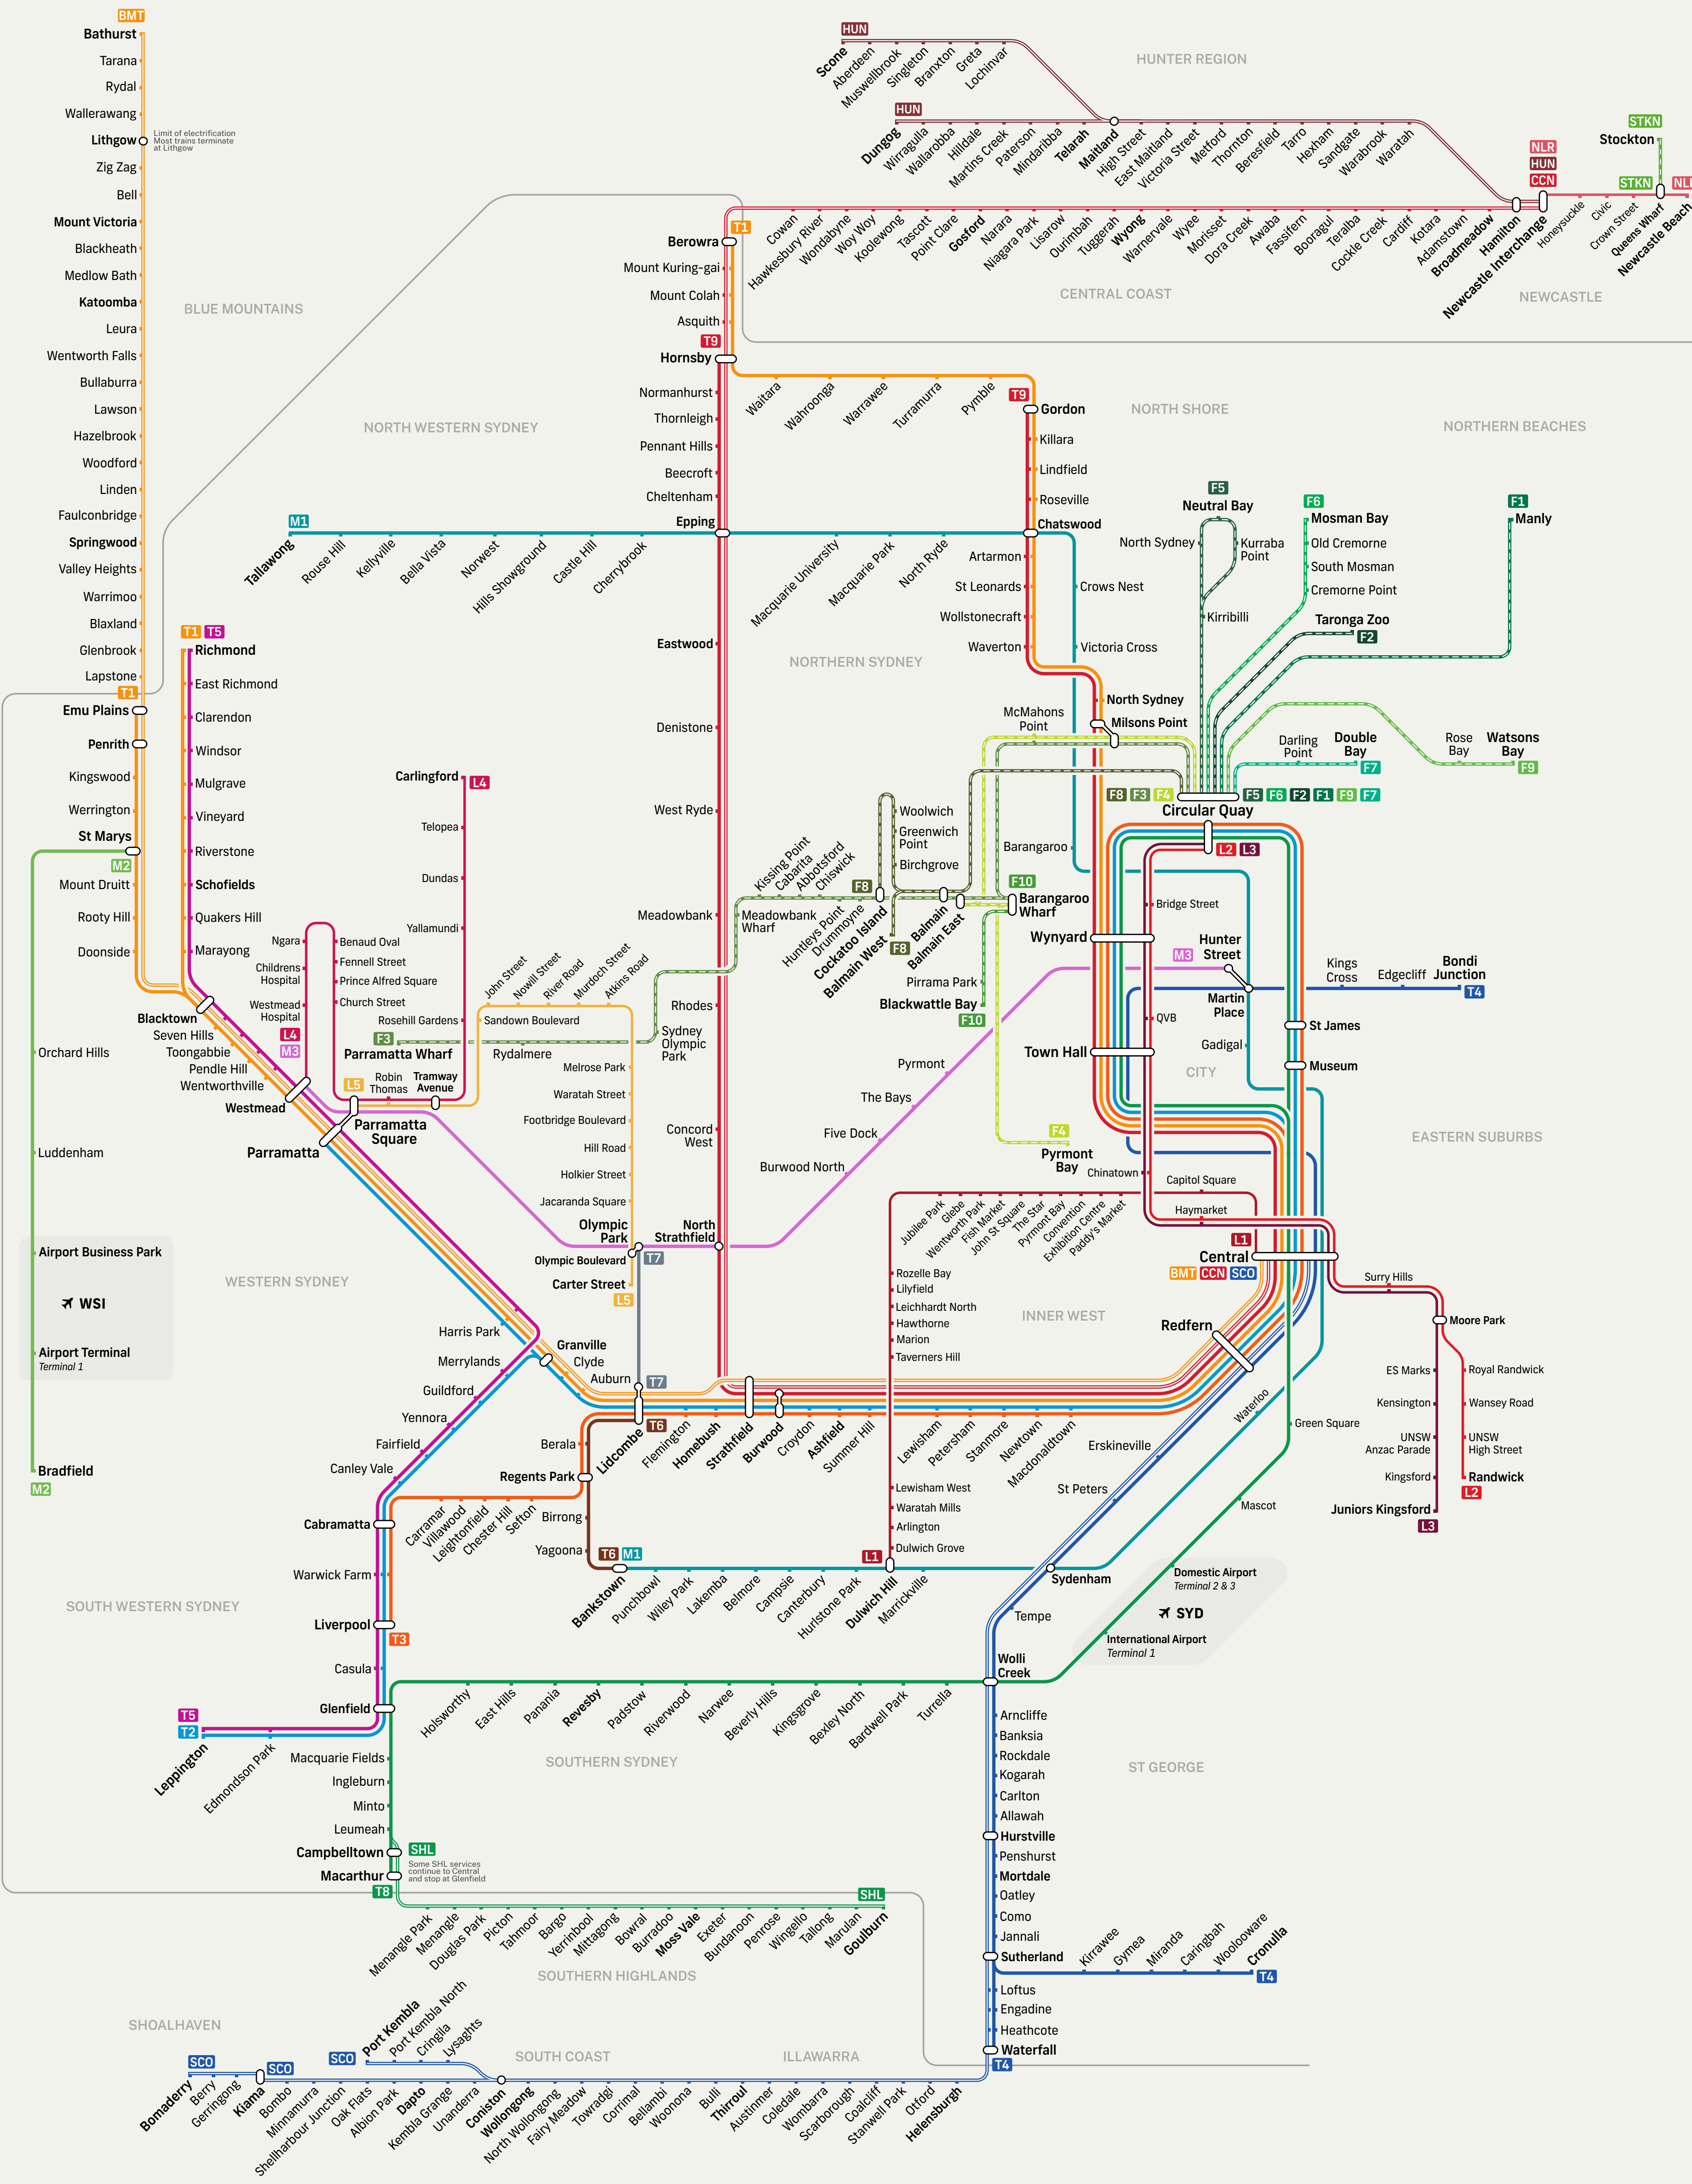 BMT
Bathurst
Tarana
Rydal
Wallerawang
Lithgow
Limit of electrification
Most trains terminate
at Lithgow
Zig Zag
Bell
Mount Victoria
Blackheath
Medlow Bath
Katoomba
Leura
Wentworth Falls
Bullaburra
Lawson
Hazelbrook
Woodford
Linden
Faulconbridge
Springwood
Valley Heights
Warrimoo
Blaxland
Glenbrook
Lapstone
T1
Emu Plains
Penrith
Kingswood
Werrington
St Marys
M2
Mount Druitt
Rooty Hill
Doonside
BLUE MOUNTAINS
HUN
Scone
Aberdeen
Muswellbrook
Singleton
Branxton
Greta
Lochinvar
HUNTER REGION
HUN
Dungog
Wirragulla
Wallarobba
Hilldale
Martins Creek
Paterson
Mindaribba
Telarah
Maitland
High Street
East Maitland
Victoria Street
Metford
Thornton
Beresfield
Tarro
Hexham
Sandgate
Warabrook
Waratah
NLR
HUN
CCN
STKN
Stockton
STKN
NLR
T1
Cowan
Hawkesbury River
Wondabyne
Woy Woy
Koolewong
Tascott
Point Clare
Gosford
Narara
Niagara Park
Lisarow
Ourimbah
Tuggerah
Wyong
Warnervale
Wyee
Morisset
Dora Creek
Awaba
Fassifern
Booragul
Teralba
Cockle Creek
Cardiff
Kotara
Adamstown
Broadmeadow
Hamilton
Newcastle Interchange
Honeysuckle
Civic
Crown Street
Queens Wharf
Newcastle Beach
CENTRAL COAST
NEWCASTLE
Berowra
Mount Kuring-gai
Mount Colah
Asquith
T9
Hornsby
Normanhurst
Thornleigh
Pennant Hills
Beecroft
Cheltenham
Epping
Eastwood
Denistone
West Ryde
Meadowbank
Rhodes
Concord
West
North
Strathfield
Waitara
Wahroonga
Warrawee
Turramurra
Pymble
T9
Gordon
Killara
Lindfield
Roseville
Chatswood
Artarmon
St Leonards
Wollstonecraft
Waverton
North Sydney
Milsons Point
NORTH SHORE
NORTHERN BEACHES
NORTH WESTERN SYDNEY
M1
Tallawong
Rouse Hill
Kellyville
Bella Vista
Norwest
Hills Showground
Castle Hill
Cherrybrook
Macquarie University
Macquarie Park
North Ryde
Crows Nest
Victoria Cross
Barangaroo
NORTHERN SYDNEY
F5
Neutral Bay
North Sydney
Kurraba
Point
Kirribilli
F6
Mosman Bay
Old Cremorne
South Mosman
Cremorne Point
Taronga Zoo
F2
F1
Manly
McMahons
Point
Darling
Point
Double
Bay
F7
Rose
Bay
Watsons
Bay
F9
F8
F3
F4
F5
F6
F2
F1
F9
F7
Circular Quay
L2
L3
T1
T5
Richmond
East Richmond
Clarendon
Windsor
Mulgrave
Vineyard
Riverstone
Schofields
Quakers Hill
Marayong
Blacktown
Seven Hills
Toongabbie
Pendle Hill
Wentworthville
Westmead
Parramatta
Carlingford
L4
Telopea
Dundas
Yallamundi
Rosehill Gardens
Ngara
Childrens
Hospital
Westmead
Hospital
L4
M3
Benaud Oval
Fennell Street
Prince Alfred Square
Church Street
F3
Parramatta Wharf
L5
Robin
Thomas
Tramway
Avenue
Parramatta
Square
John Street
Nowill Street
River Road
Murdoch Street
Atkins Road
Sandown Boulevard
Rydalmere
Melrose Park
Waratah Street
Footbridge Boulevard
Hill Road
Holkier Street
Jacaranda Square
Olympic
Park
Olympic Boulevard
T7
Carter Street
L5
Sydney
Olympic
Park
Meadowbank
Wharf
Kissing Point
Cabarita
Abbotsford
Chiswick
Huntleys Point
Drummoyne
F8
Cockatoo Island
Woolwich
Greenwich
Point
Birchgrove
Balmain West
F8
Balmain
Balmain East
F10
Barangaroo
Wharf
Pirrama Park
Blackwattle Bay
F10
F4
Pyrmont
Bay
Pyrmont
The Bays
Five Dock
Burwood North
Wynyard
Town Hall
Bridge Street
QVB
Chinatown
M3
Hunter
Street
Martin
Place
Gadigal
CITY
Kings
Cross
Edgecliff
Bondi
Junction
T4
St James
Museum
EASTERN SUBURBS
Capitol Square
Haymarket
L1
Central
BMT
CCN
SCO
Jubilee Park
Glebe
Wentworth Park
Fish Market
John St Square
The Star
Pyrmont Bay
Convention
Exhibition Centre
Paddy's Market
Rozelle Bay
Lilyfield
Leichhardt North
Hawthorne
Marion
Taverners Hill
Lewisham West
Waratah Mills
Arlington
Dulwich Grove
L1
INNER WEST
Surry Hills
Moore Park
ES Marks
Kensington
UNSW
Anzac Parade
Kingsford
Juniors Kingsford
L3
Royal Randwick
Wansey Road
UNSW
High Street
Randwick
L2
Redfern
Orchard Hills
Luddenham
Airport Business Park
WSI
Airport Terminal
Terminal 1
Bradfield
M2
WESTERN SYDNEY
Harris Park
Merrylands
Guildford
Yennora
Fairfield
Canley Vale
Cabramatta
Warwick Farm
Liverpool
T3
Casula
Glenfield
T5
T2
Leppington
Edmondson Park
SOUTH WESTERN SYDNEY
Granville
Clyde
Auburn
T7
T6
Lidcombe
Flemington
Homebush
Strathfield
Burwood
Croydon
Ashfield
Summer Hill
Lewisham
Petersham
Stanmore
Newtown
Macdonaldtown
Berala
Regents Park
Birrong
Yagoona
Carramar
Villawood
Leightonfield
Chester Hill
Sefton
T6
M1
Bankstown
Punchbowl
Wiley Park
Lakemba
Belmore
Campsie
Canterbury
Hurlstone Park
Dulwich Hill
Marrickville
Sydenham
Erskineville
St Peters
Waterloo
Green Square
Mascot
Domestic Airport
Terminal 2 & 3
SYD
International Airport
Terminal 1
Tempe
Wolli
Creek
Holsworthy
East Hills
Panania
Revesby
Padstow
Riverwood
Narwee
Beverly Hills
Kingsgrove
Bexley North
Bardwell Park
Turrella
SOUTHERN SYDNEY
ST GEORGE
Macquarie Fields
Ingleburn
Minto
Leumeah
Campbelltown
SHL
Some SHL services
continue to Central
and stop at Glenfield
Macarthur
T8
SHL
Menangle Park
Menangle
Douglas Park
Picton
Tahmoor
Bargo
Yerrinbool
Mittagong
Bowral
Burradoo
Moss Vale
Exeter
Bundanoon
Penrose
Wingello
Tallong
Marulan
Goulburn
SOUTHERN HIGHLANDS
Arncliffe
Banksia
Rockdale
Kogarah
Carlton
Allawah
Hurstville
Penshurst
Mortdale
Oatley
Como
Jannali
Sutherland
Kirrawee
Gymea
Miranda
Caringbah
Woolooware
Cronulla
T4
Loftus
Engadine
Heathcote
Waterfall
T4
SHOALHAVEN
SOUTH COAST
ILLAWARRA
SCO
SCO
SCO
Port Kembla
Port Kembla North
Cringila
Lysaghts
Bomaderry
Berry
Gerringong
Kiama
Bombo
Minnamurra
Shellharbour Junction
Oak Flats
Albion Park
Dapto
Kembla Grange
Unanderra
Coniston
Wollongong
North Wollongong
Fairy Meadow
Towradgi
Corrimal
Bellambi
Woonona
Bulli
Thirroul
Austinmer
Coledale
Wombarra
Scarborough
Coalcliff
Stanwell Park
Otford
Helensburgh